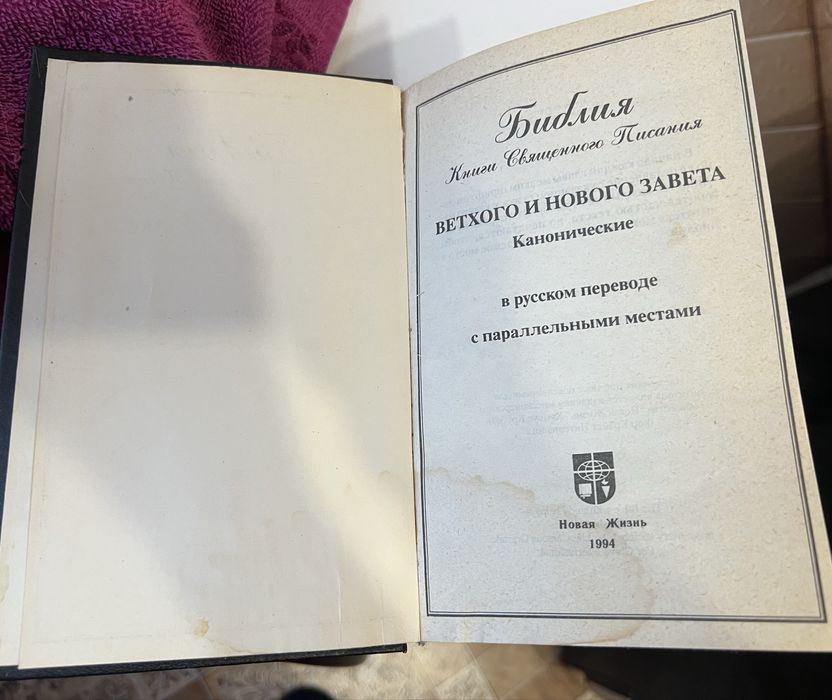 Библия
Книги Священного Писания
ВЕТХОГО И НОВОГО ЗАВЕТА
Канонические
в русском переводе
с параллельными местами
Новая Жизнь
1994